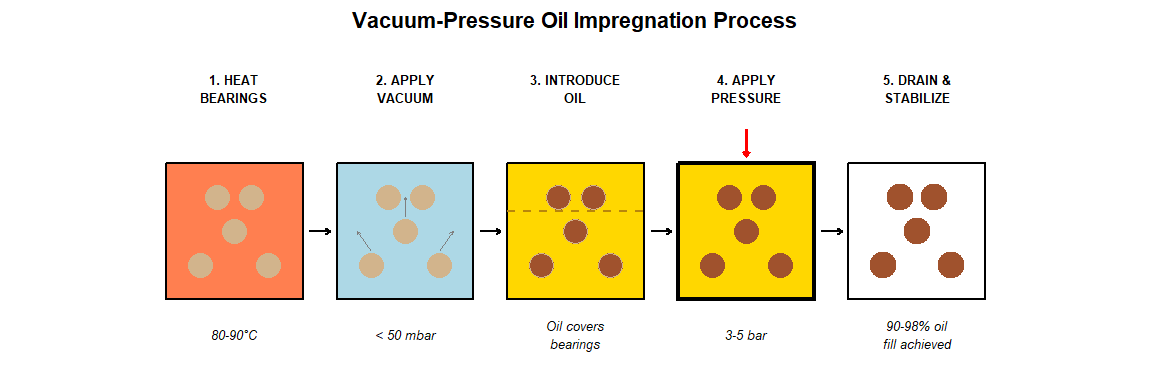 Vacuum-Pressure Oil Impregnation Process
1. HEAT
BEARINGS
2. APPLY
VACUUM
3. INTRODUCE
OIL
4. APPLY
PRESSURE
5. DRAIN &
STABILIZE
80-90°C
< 50 mbar
Oil covers
bearings
3-5 bar
90-98% oil
fill achieved